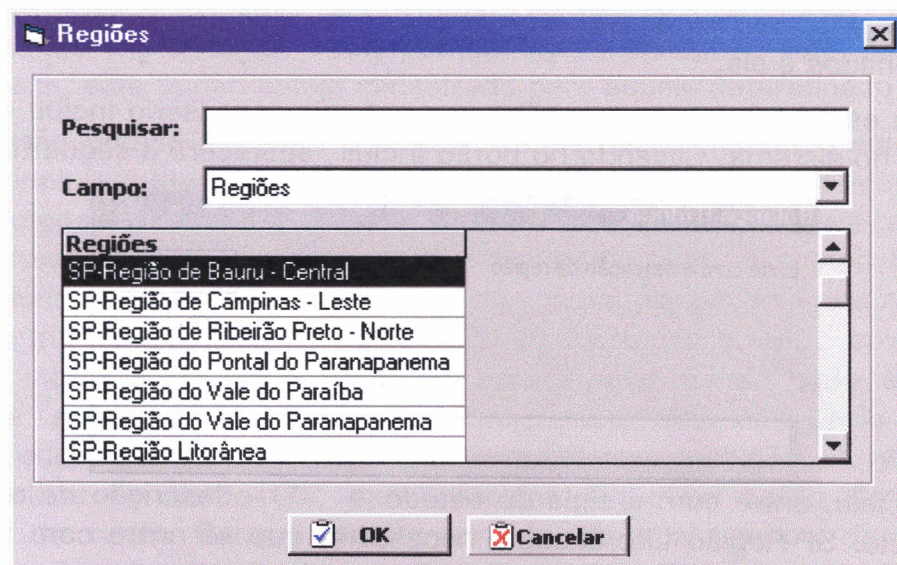 Regiões
Pesquisar:
Campo: Regiões
Regiões
SP-Região de Bauru - Central
SP-Região de Campinas - Leste
SP-Região de Ribeirão Preto - Norte
SP-Região do Pontal do Paranapanema
SP-Região do Vale do Paraíba
SP-Região do Vale do Paranapanema
SP-Região Litorânea
OK Cancelar